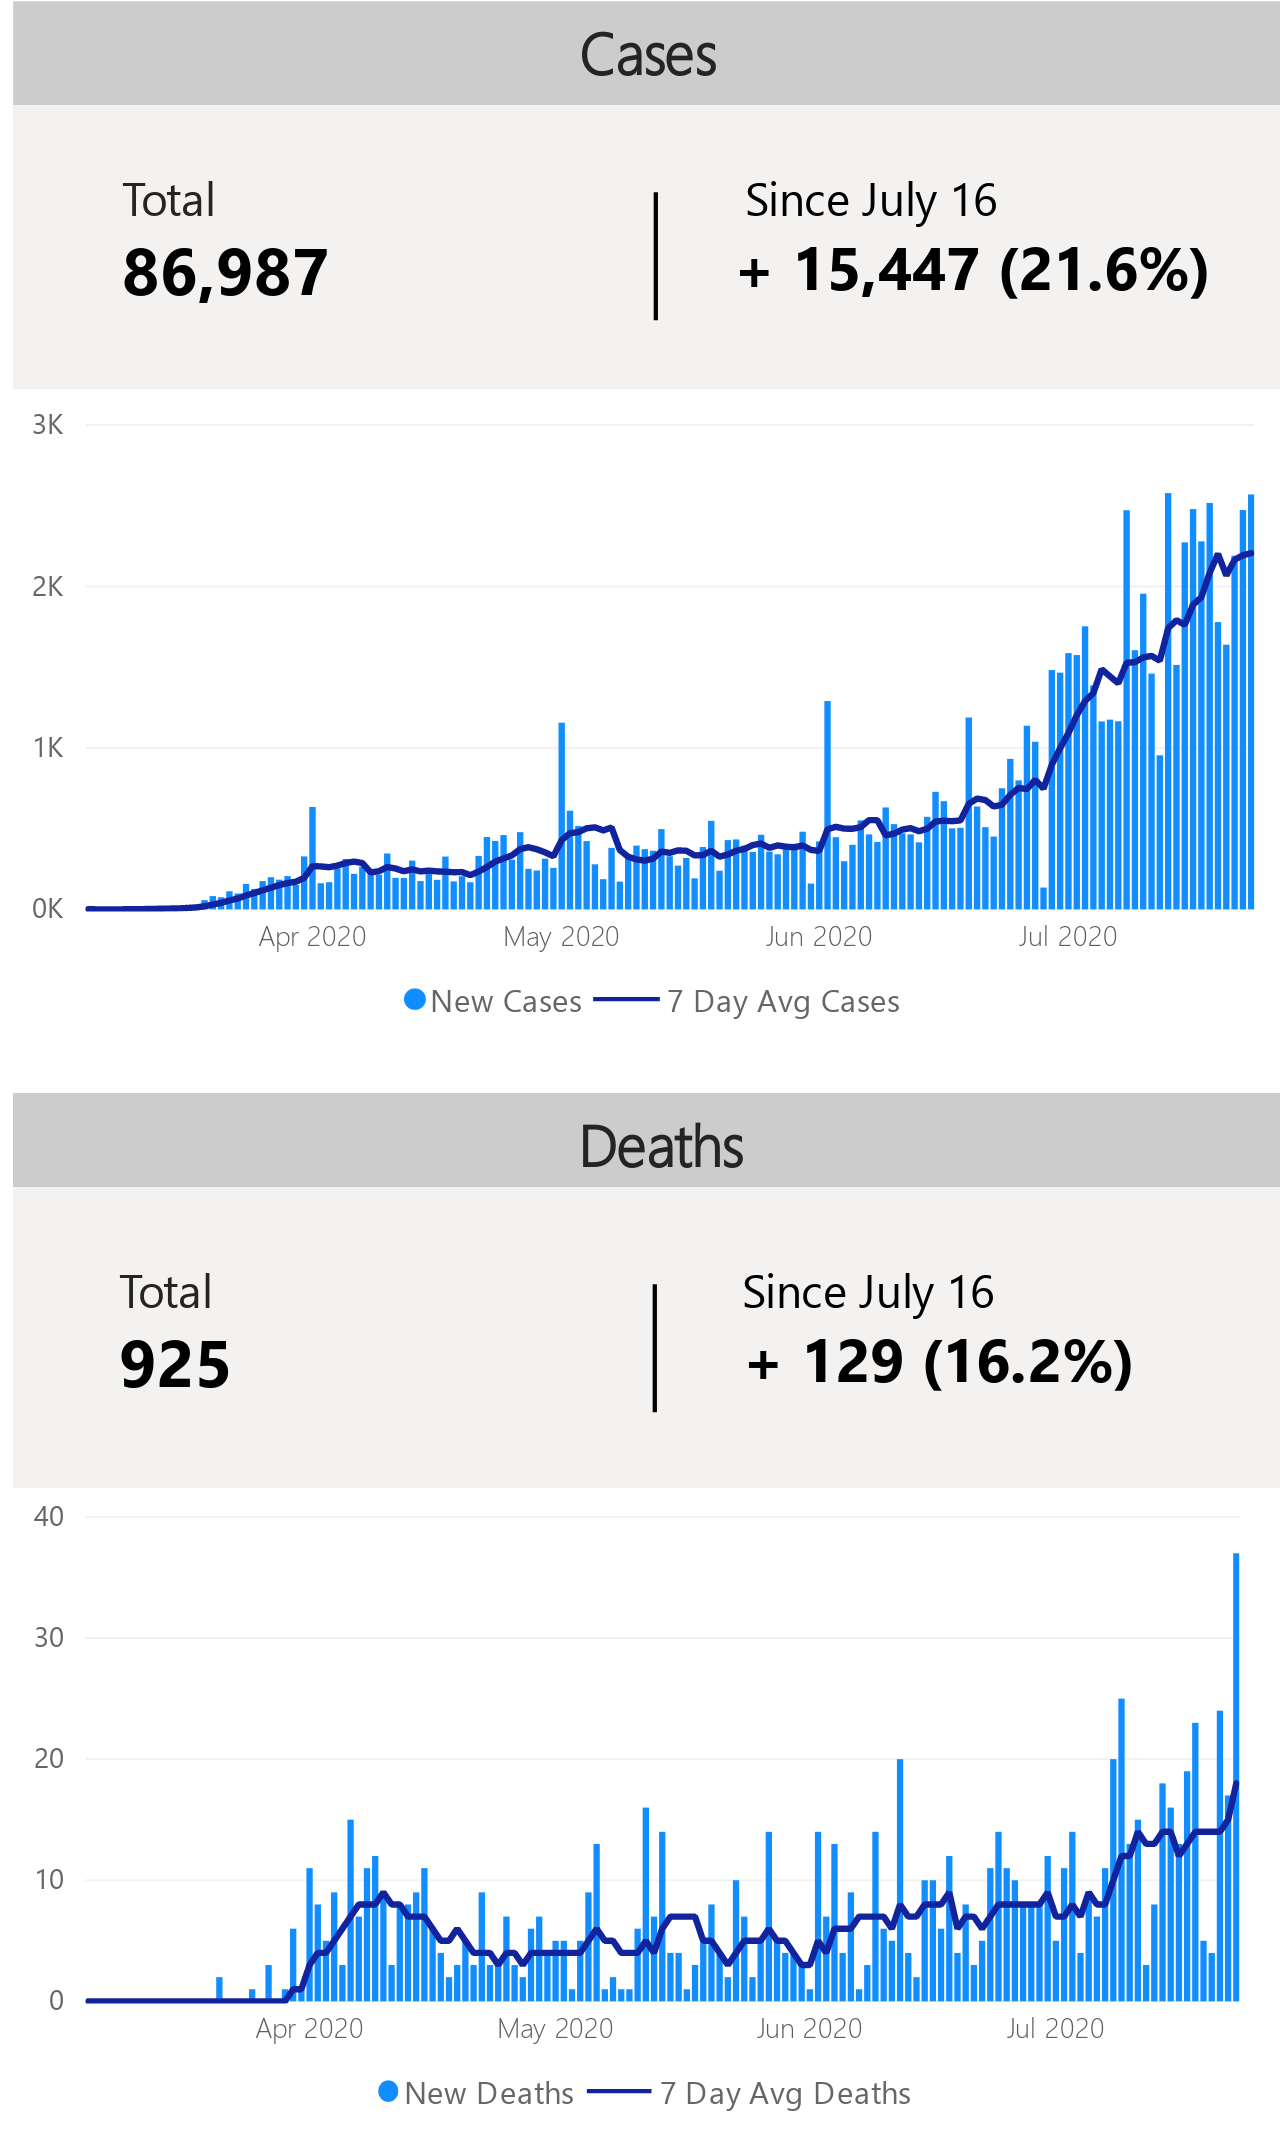 Cases
Total
Since July 16
86,987
+ 15,447 (21.6%)
3K
2K
1K
0K
Apr 2020
May 2020
Jun 2020
Jul 2020
New Cases
7 Day Avg Cases
Deaths
Total
Since July 16
925
+ 129 (16.2%)
40
30
20
10
0
Apr 2020
May 2020
Jun 2020
Jul 2020
New Deaths
7 Day Avg Deaths